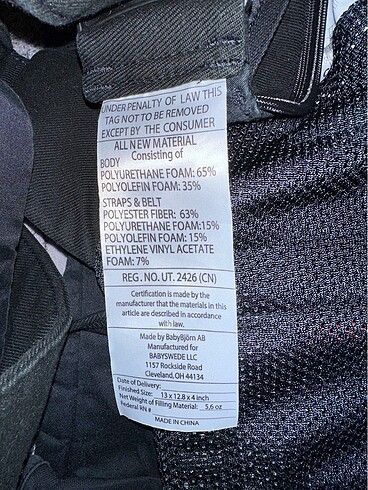 UNDER PENALTY OF LAW THIS
TAG NOT TO BE REMOVED
EXCEPT BY THE CONSUMER
ALL NEW MATERIAL
Consisting of
BODY
POLYURETHANE FOAM: 65%
POLYOLEFIN FOAM: 35%
STRAPS & BELT
POLYESTER FIBER: 63%
POLYURETHANE FOAM:15%
POLYOLEFIN FOAM: 15%
ETHYLENE VINYL ACETATE
FOAM: 7%
REG. NO. UT. 2426 (CN)
Certification is made by the
manufacturer that the materials in this
article are described in accordance
with law.
Made by BabyBjörn AB
Manufactured for
BABYSWEDE LLC
1157 Rockside Road
Cleveland, OH 44134
Date of Delivery:
Finished Size: 13 x 12.8 x 4 inch
Net Weight of Filling Material: 5,6 oz
Federal RN #
MADE IN CHINA